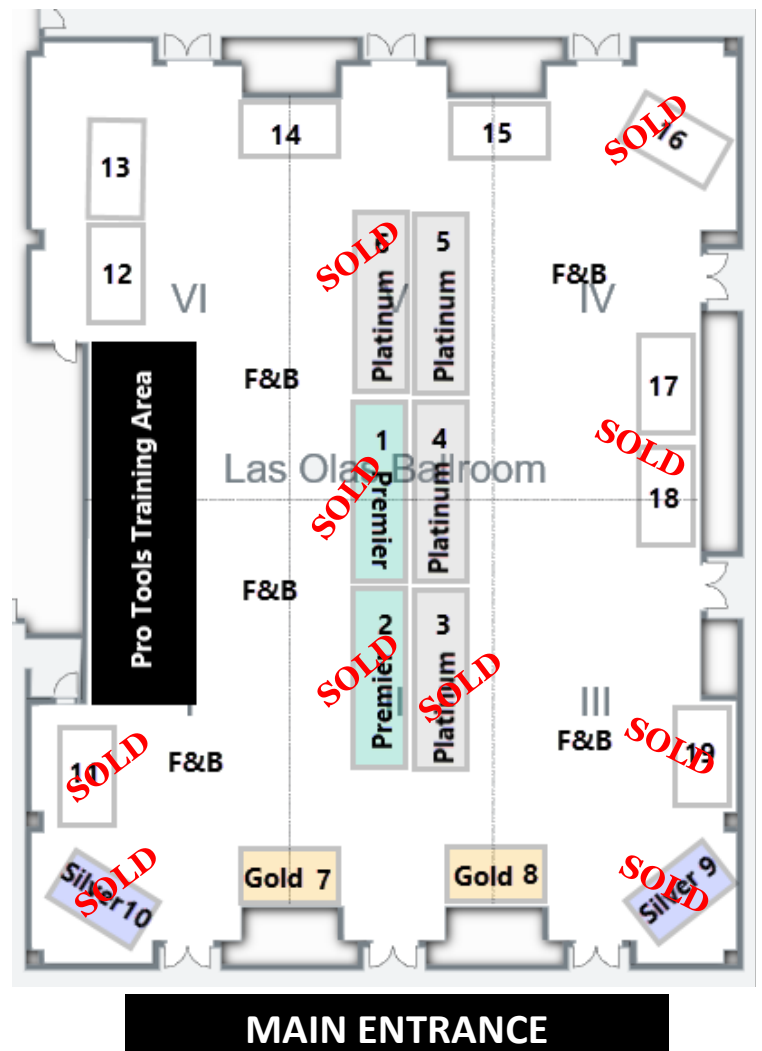 14
15
16
SOLD
13
12
6
Platinum
SOLD
5
Platinum
F&B
VI
V
IV
F&B
17
18
SOLD
1
Premier
SOLD
4
Platinum
Las Olas Ballroom
Pro Tools Training Area
F&B
2
Premier
SOLD
3
Platinum
SOLD
I
I
III
F&B
F&B
11
SOLD
19
SOLD
Silver 10
SOLD
Gold 7
Gold 8
Silver 9
SOLD
MAIN ENTRANCE